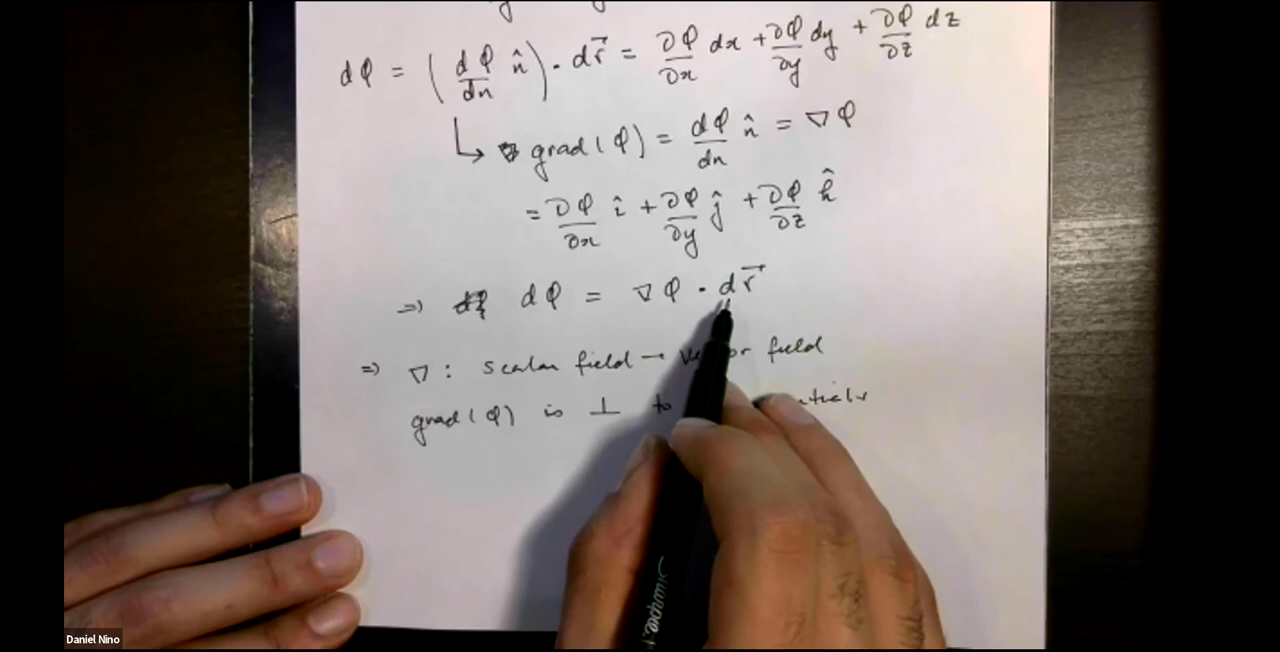 dφ = (dφ/dn n̂) · dr⃗ = ∂φ/∂x dx + ∂φ/∂y dy + ∂φ/∂z dz
↳ grad(φ) = dφ/dn n̂ = ∇φ
= ∂φ/∂x î + ∂φ/∂y ĵ + ∂φ/∂z k̂
⇒ dφ = ∇φ · dr⃗
⇒ ∇: scalar field → field
grad(φ) is ⊥ to
Daniel Nino